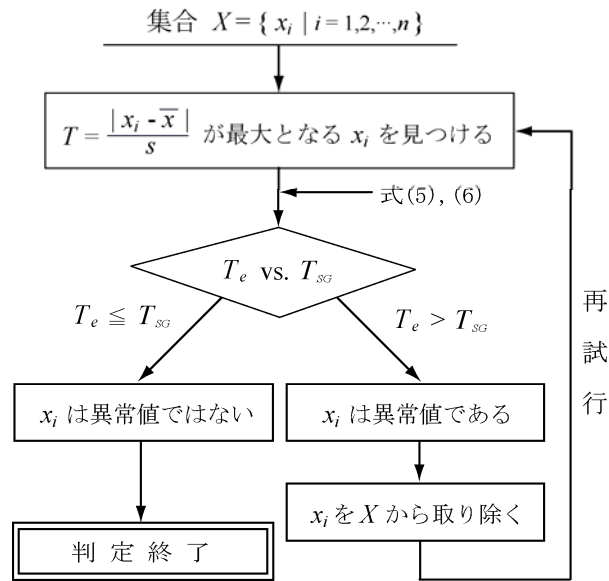 集合 X = { x_i | i = 1,2,⋯,n}
T = |x_i - x̄| / s が最大となる x_i を見つける
式(5), (6)
T_e vs. T_SG
T_e ≦ T_SG
T_e > T_SG
再試行
x_i は異常値ではない
x_i は異常値である
x_i を X から取り除く
判定終了